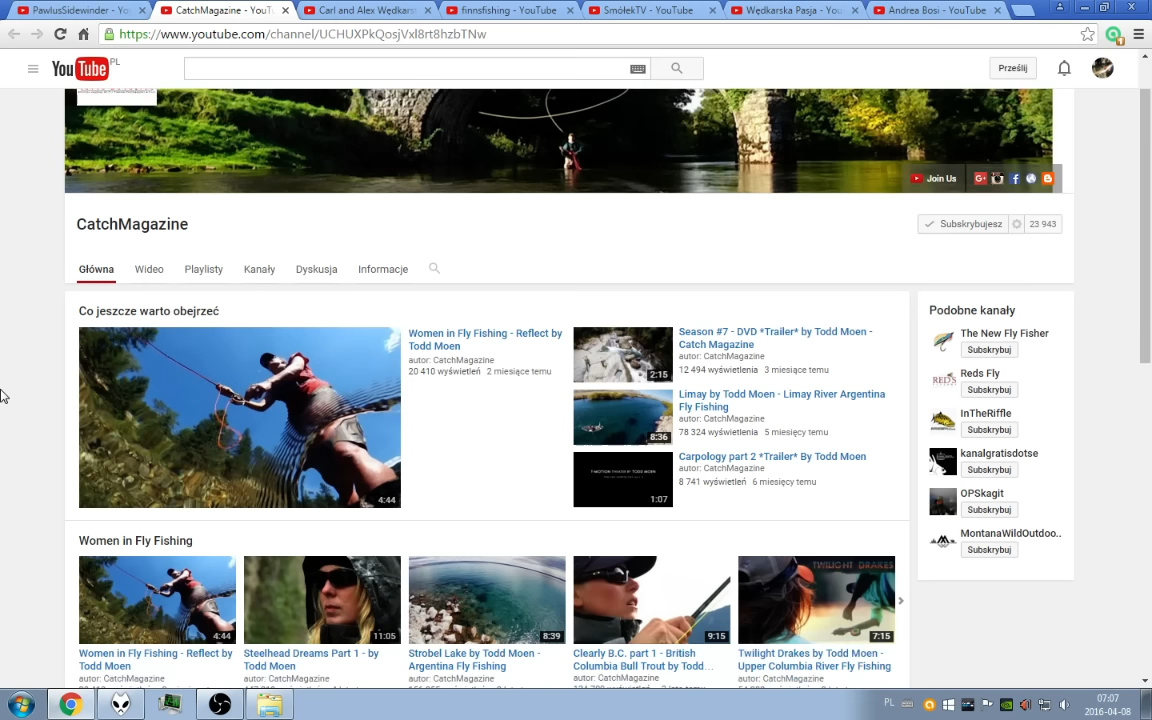 PawlusSidewinder -
CatchMagazine - YouT
Carl and Alex Wędkars
finnsfishing - YouTube
SmółekTV - YouTube
Wędkarska Pasja - You
Andrea Bosi - YouTube
https://www.youtube.com/channel/UCHUXPkQosjVxl8rt8hzbTNw
YouTube PL
Prześlij
Join Us
CatchMagazine
Subskrybujesz 23 943
Główna Wideo Playlisty Kanały Dyskusja Informacje
Co jeszcze warto obejrzeć
4:44
Women in Fly Fishing - Reflect by
Todd Moen
autor: CatchMagazine
20 410 wyświetleń 2 miesiące temu
2:15
Season #7 - DVD *Trailer* by Todd Moen -
Catch Magazine
autor: CatchMagazine
12 494 wyświetlenia 3 miesiące temu
8:36
Limay by Todd Moen - Limay River Argentina
Fly Fishing
autor: CatchMagazine
78 324 wyświetlenia 5 miesięcy temu
1:07
Carpology part 2 *Trailer* By Todd Moen
autor: CatchMagazine
8 741 wyświetleń 6 miesięcy temu
Podobne kanały
The New Fly Fisher
Subskrybuj
REDS
Reds Fly
Subskrybuj
InTheRiffle
Subskrybuj
kanalgratisdotse
Subskrybuj
OPSkagit
Subskrybuj
MontanaWildOutdoo..
Subskrybuj
Women in Fly Fishing
4:44
Women in Fly Fishing - Reflect by
Todd Moen
autor: CatchMagazine
11:05
Steelhead Dreams Part 1 - by
Todd Moen
autor: CatchMagazine
8:39
Strobel Lake by Todd Moen -
Argentina Fly Fishing
autor: CatchMagazine
9:15
Clearly B.C. part 1 - British
Columbia Bull Trout by Todd...
autor: CatchMagazine
TWILIGHT DRAKES
7:15
Twilight Drakes by Todd Moen -
Upper Columbia River Fly Fishing
autor: CatchMagazine
PL
07:07
2016-04-08